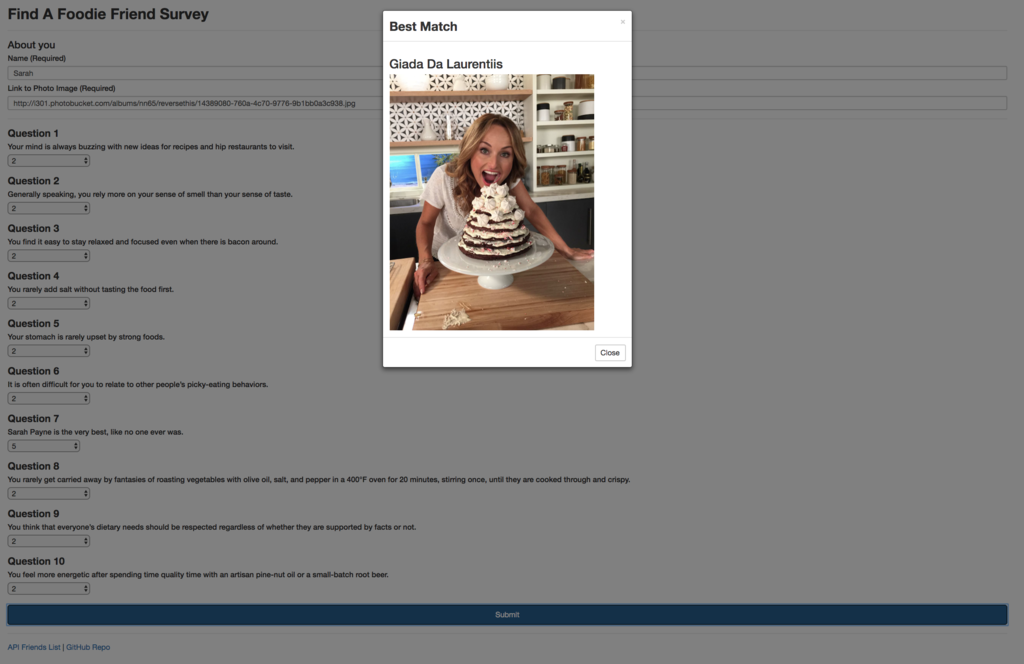 Find A Foodie Friend Survey
About you
Name (Required)
Sarah
Link to Photo Image (Required)
http://i301.photobucket.com/albums/nn65/reversethis/14389080-760a-4c70-9776-9b1bb0a3c938.jpg
Question 1
Your mind is always buzzing with new ideas for recipes and hip restaurants to visit.
2
Question 2
Generally speaking, you rely more on your sense of smell than your sense of taste.
2
Question 3
You find it easy to stay relaxed and focused even when there is bacon around.
2
Question 4
You rarely add salt without tasting the food first.
2
Question 5
Your stomach is rarely upset by strong foods.
2
Question 6
It is often difficult for you to relate to other people's picky-eating behaviors.
2
Question 7
Sarah Payne is the very best, like no one ever was.
5
Question 8
You rarely get carried away by fantasies of roasting vegetables with olive oil, salt, and pepper in a 400°F oven for 20 minutes, stirring once, until they are cooked through and crispy.
2
Question 9
You think that everyone's dietary needs should be respected regardless of whether they are supported by facts or not.
2
Question 10
You feel more energetic after spending time quality time with an artisan pine-nut oil or a small-batch root beer.
2
Submit
API Friends List | GitHub Repo
Best Match
×
Giada Da Laurentiis
Close